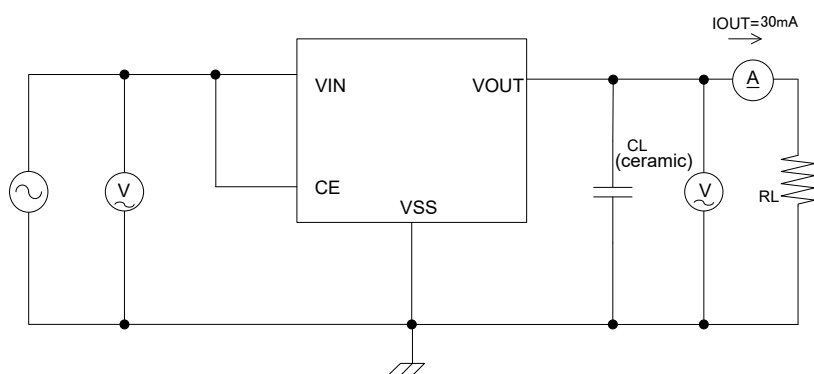 IOUT=30mA
VIN
VOUT
CL
(ceramic)
A
V
CE
V
VSS
RL